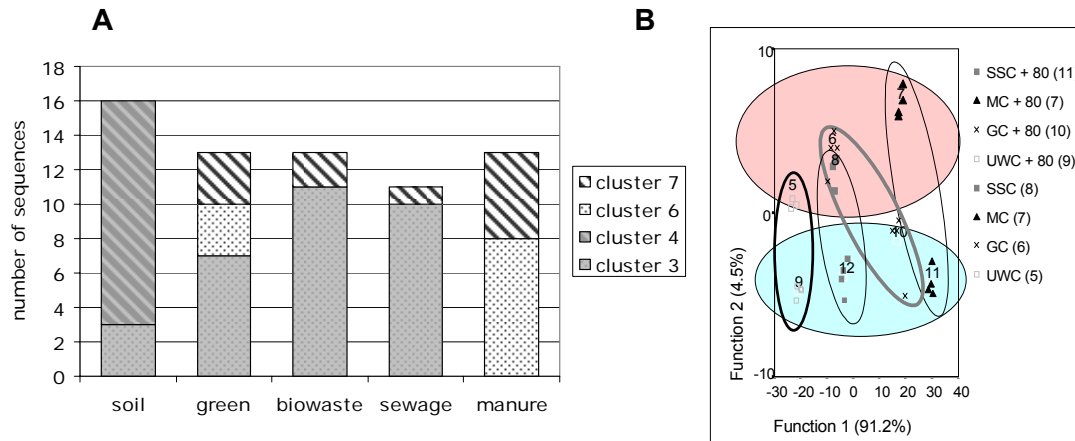 A
number of sequences
18
16
14
12
10
8
6
4
2
0
soil green biowaste sewage manure
cluster 7
cluster 6
cluster 4
cluster 3
B
10
0
-10
Function 2 (4.5%)
-30 -20 -10 0 10 20 30 40
Function 1 (91.2%)
7
6
8
5
10
12
11
9
SSC + 80 (11
MC + 80 (7)
GC + 80 (10)
UWC + 80 (9)
SSC (8)
MC (7)
GC (6)
UWC (5)